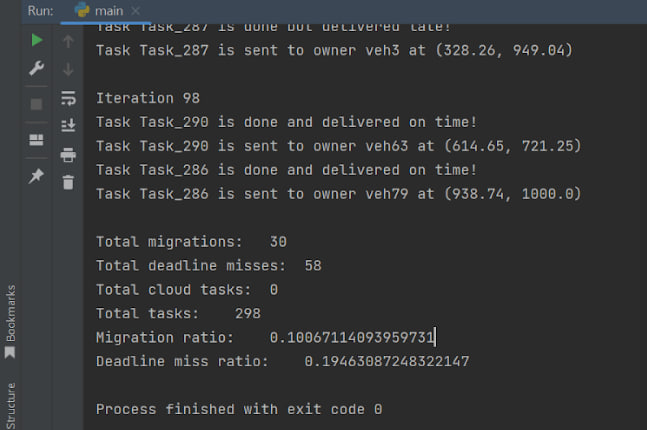 Run:
main
Task Task_287 is done but delivered late!
Task Task_287 is sent to owner veh3 at (328.26, 949.04)
Iteration 98
Task Task_290 is done and delivered on time!
Task Task_290 is sent to owner veh63 at (614.65, 721.25)
Task Task_286 is done and delivered on time!
Task Task_286 is sent to owner veh79 at (938.74, 1000.0)
Total migrations: 30
Total deadline misses: 58
Total cloud tasks: 0
Total tasks: 298
Migration ratio: 0.10067114093959731
Deadline miss ratio: 0.19463087248322147
Process finished with exit code 0
Bookmarks
Structure